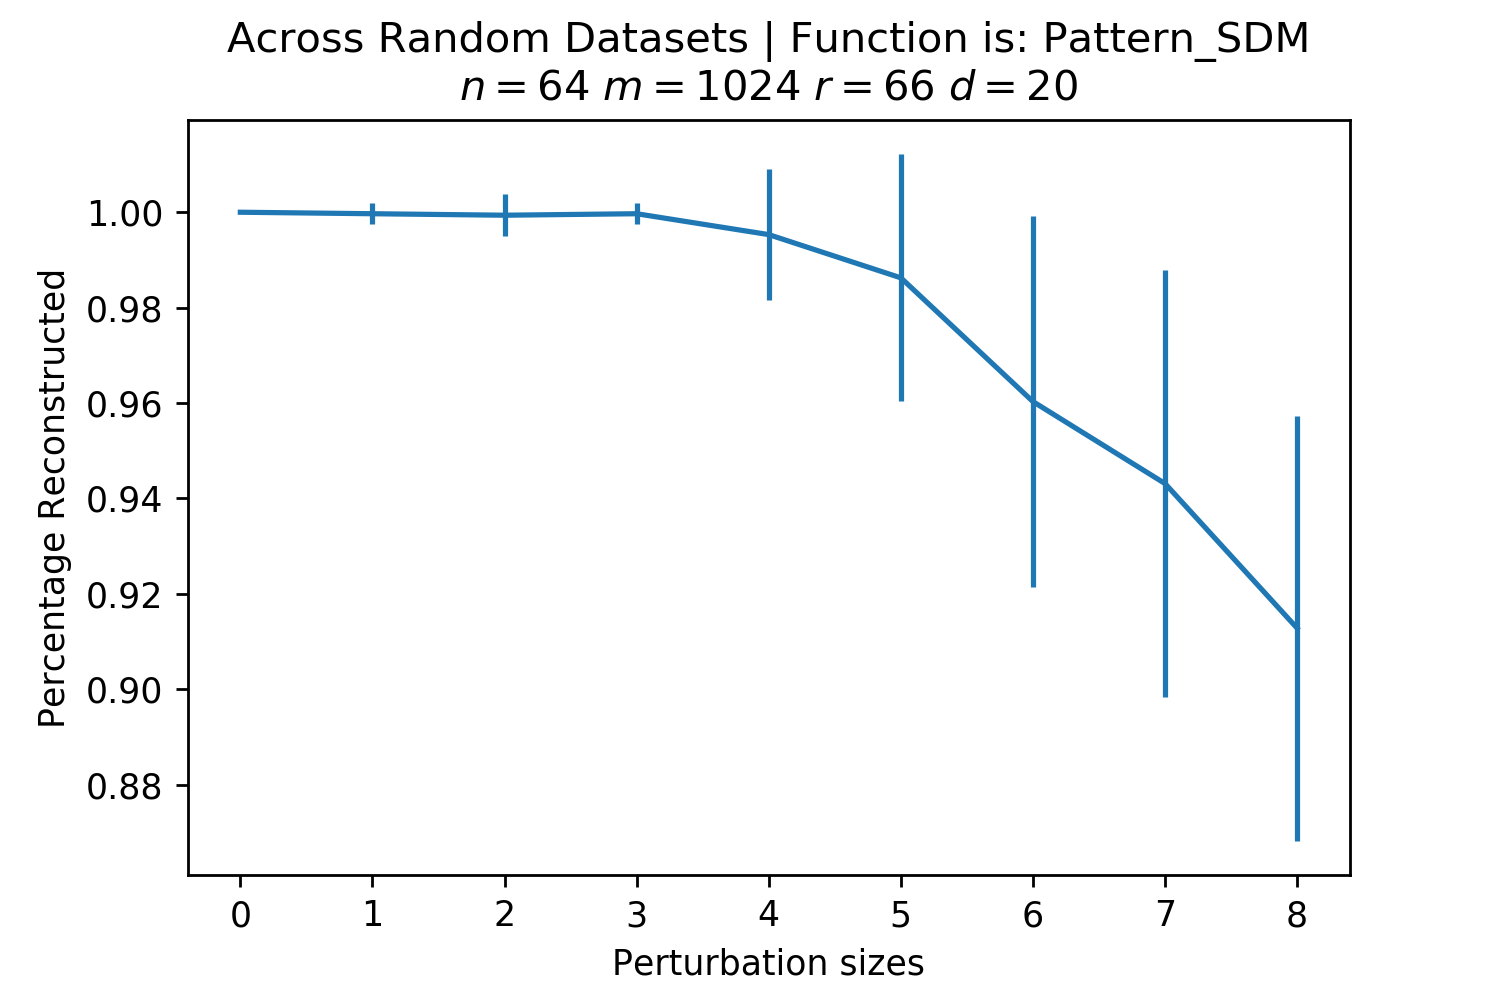 Across Random Datasets | Function is: Pattern_SDM
n = 64 m = 1024 r = 66 d = 20
Percentage Reconstructed
1.00
0.98
0.96
0.94
0.92
0.90
0.88
0 1 2 3 4 5 6 7 8
Perturbation sizes